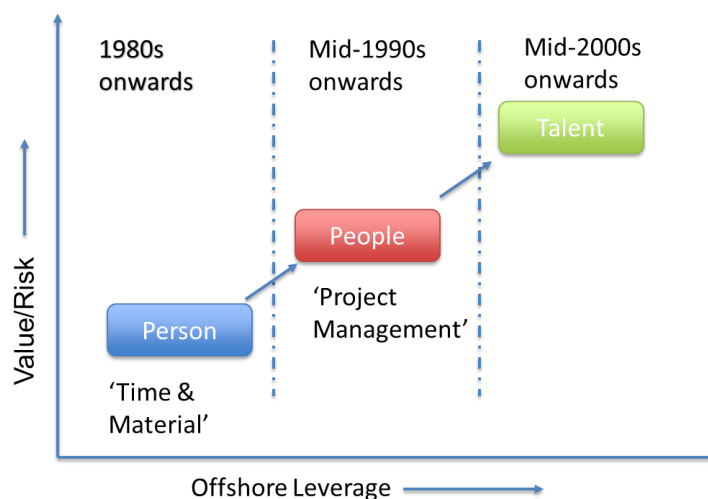 1980s
onwards
Mid-1990s
onwards
Mid-2000s
onwards
Talent
People
Person
‘Project
Management’
‘Time &
Material’
Value/Risk
Offshore Leverage